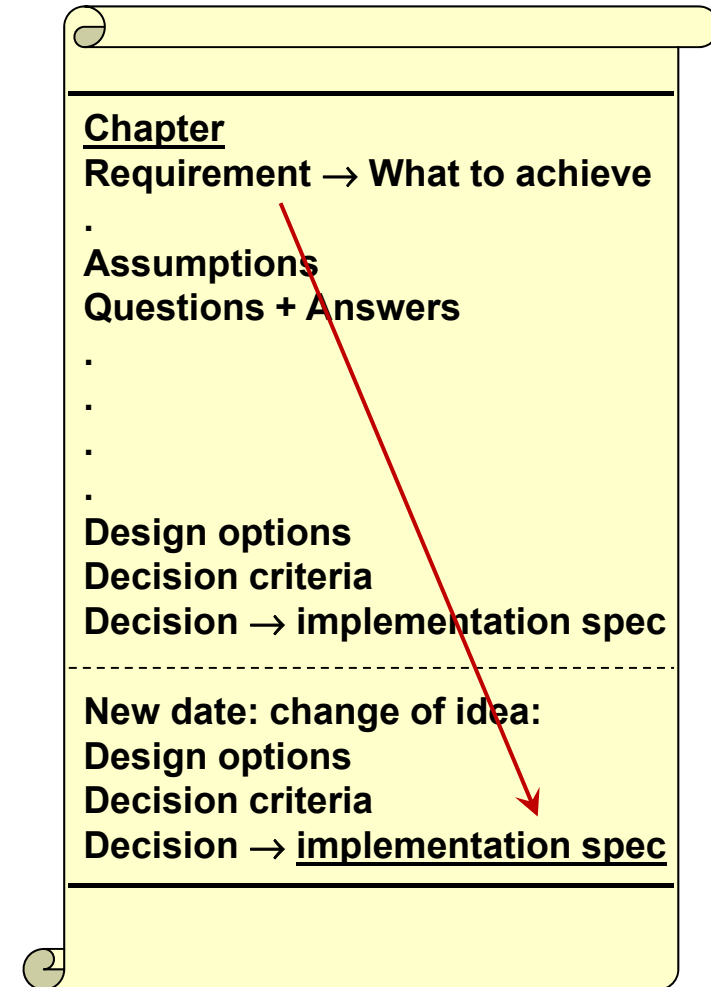 Chapter
Requirement → What to achieve
.
Assumptions
Questions + Answers
.
.
.
.
Design options
Decision criteria
Decision → implementation spec
New date: change of idea:
Design options
Decision criteria
Decision → implementation spec